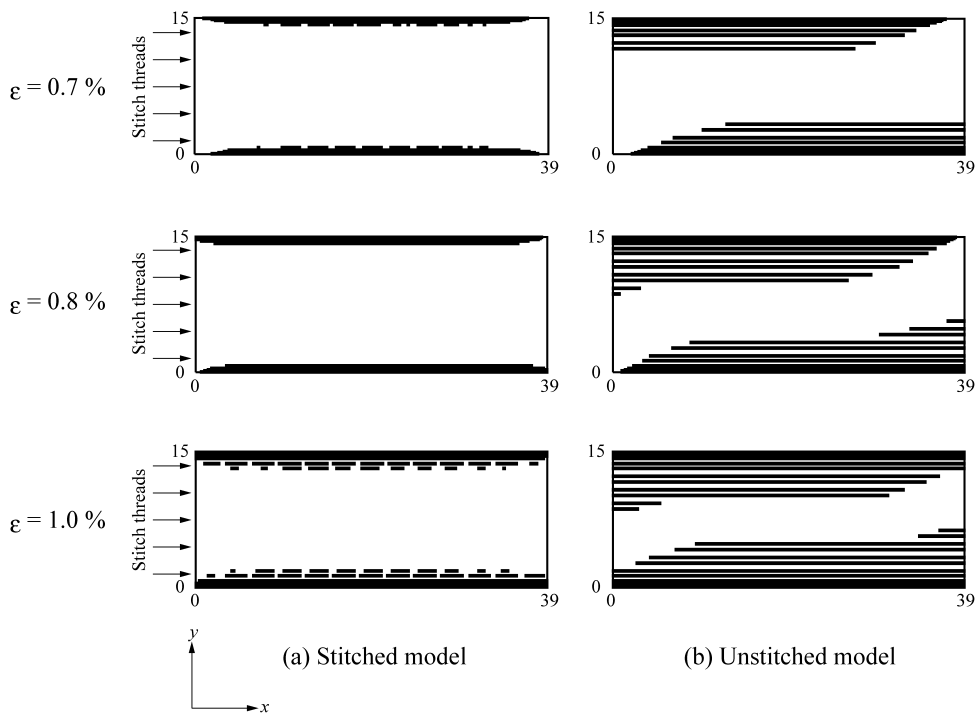 15
15
ε = 0.7 %
Stitch threads
0
0
0
39
0
39
15
15
ε = 0.8 %
Stitch threads
0
0
0
39
0
39
15
15
ε = 1.0 %
Stitch threads
0
0
0
39
0
39
y
x
(a) Stitched model
(b) Unstitched model